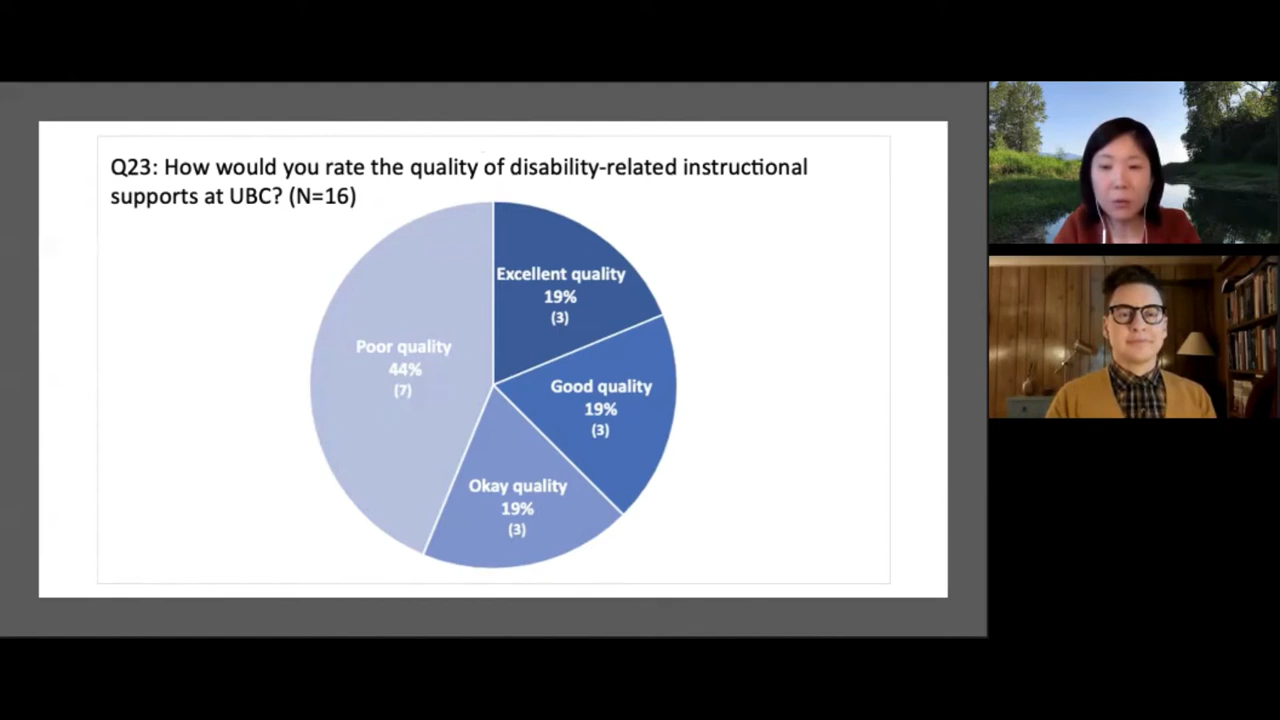 Q23: How would you rate the quality of disability-related instructional
supports at UBC? (N=16)
Excellent quality
19%
(3)
Poor quality
44%
(7)
Good quality
19%
(3)
Okay quality
19%
(3)